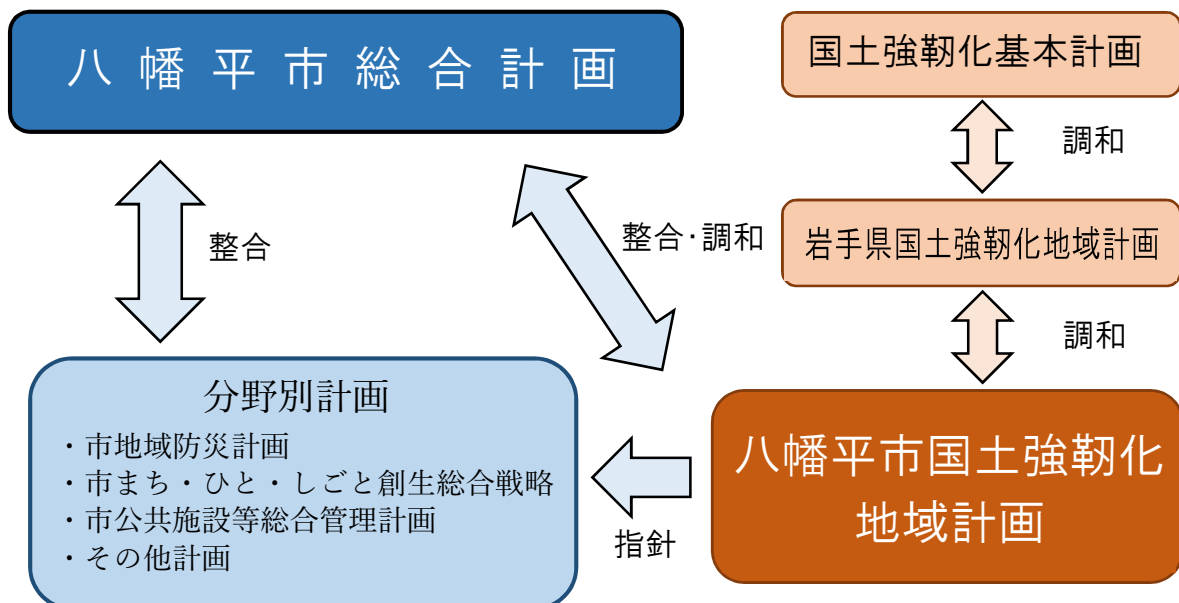 八幡平市総合計画
国土強靭化基本計画
調和
整合
整合・調和
岩手県国土強靭化地域計画
調和
分野別計画
・市地域防災計画
・市まち・ひと・しごと創生総合戦略
・市公共施設等総合管理計画
・その他計画
指針
八幡平市国土強靭化
地域計画